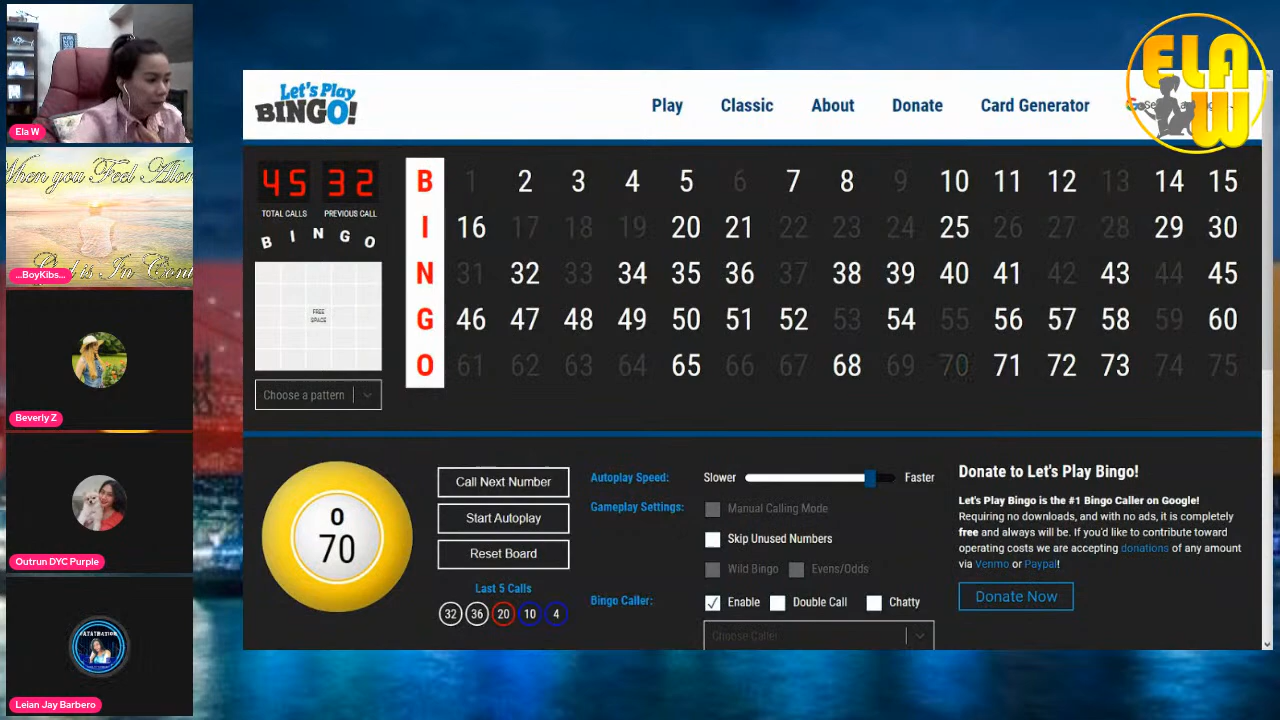 Ela W
When you Feel Alone
God is In Control
...BoyKibs...
Beverly Z
Outrun DYC Purple
Leian Jay Barbero
ELA W
Let's Play BINGO!
Play Classic About Donate Card Generator
45 32
TOTAL CALLS PREVIOUS CALL
B I N G O
FREE SPACE
Choose a pattern
B 1 2 3 4 5 6 7 8 9 10 11 12 13 14 15
I 16 17 18 19 20 21 22 23 24 25 26 27 28 29 30
N 31 32 33 34 35 36 37 38 39 40 41 42 43 44 45
G 46 47 48 49 50 51 52 53 54 55 56 57 58 59 60
O 61 62 63 64 65 66 67 68 69 70 71 72 73 74 75
O
70
Call Next Number
Start Autoplay
Reset Board
Last 5 Calls
32 36 20 10 4
Autoplay Speed: Slower Faster
Gameplay Settings: Manual Calling Mode
Skip Unused Numbers
Wild Bingo Evens/Odds
Bingo Caller: Enable Double Call Chatty
Choose Caller
Donate to Let's Play Bingo!
Let's Play Bingo is the #1 Bingo Caller on Google!
Requiring no downloads, and with no ads, it is completely
free and always will be. If you'd like to contribute toward
operating costs we are accepting donations of any amount
via Venmo or Paypal!
Donate Now